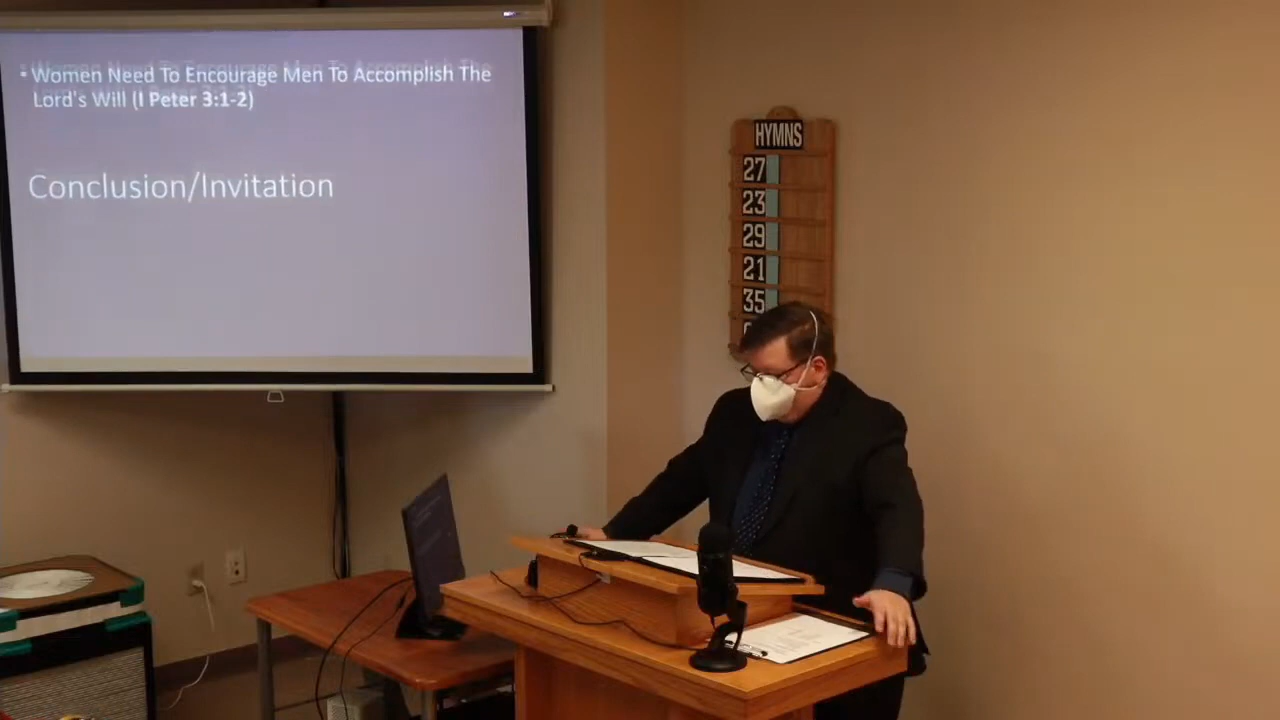 • Women Need To Encourage Men To Accomplish The
Lord's Will (I Peter 3:1-2)
Conclusion/Invitation
HYMNS
27
23
29
21
35